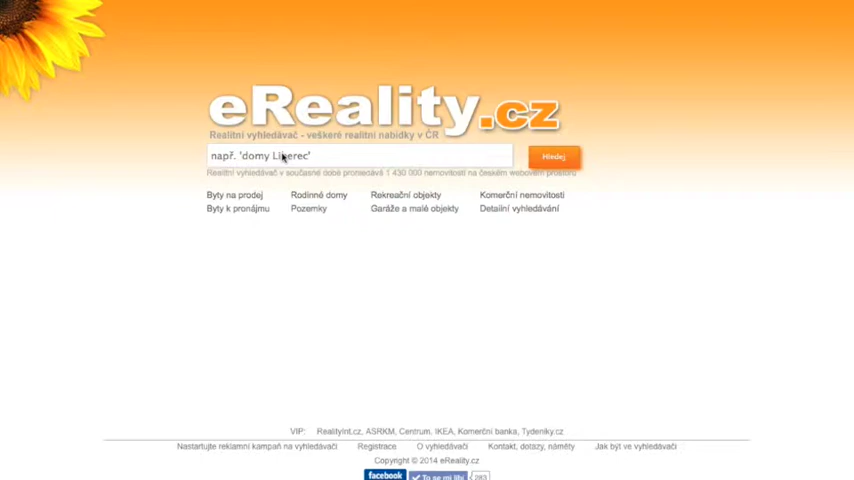 eReality.cz
Realitní vyhledávač - veškeré realitní nabídky v ČR
např. 'domy Liberec'
Hledej
Realitní vyhledávač v současné době prohledává 1 430 000 nemovitostí na českém webovém prostoru
Byty na prodej Rodinné domy Rekreační objekty Komerční nemovitosti
Byty k pronájmu Pozemky Garáže a malé objekty Detailní vyhledávání
VIP: RealityInt.cz, ASRKM, Centrum, IKEA, Komerční banka, Tydeniky.cz
Nastartujte reklamní kampaň na vyhledávači Registrace O vyhledávači Kontakt, dotazy, náměty Jak být ve vyhledávači
Copyright © 2014 eReality.cz
facebook To se mi líbí 283